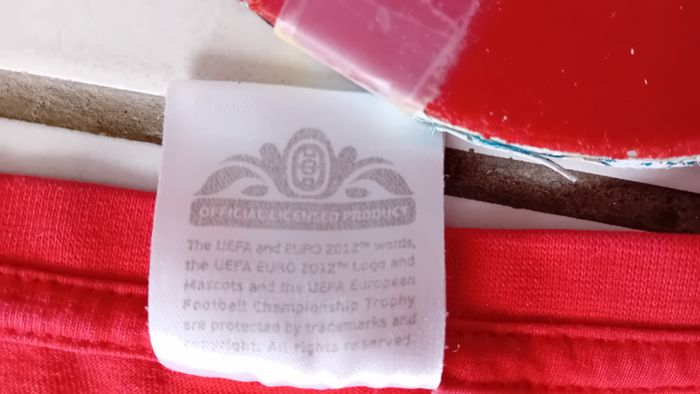 OFFICIAL LICENSED PRODUCT
The UEFA and EURO 2012™ words,
the UEFA EURO 2012™ Logo and
Mascots and the UEFA European
Football Championship Trophy
are protected by trademarks and
copyright. All rights reserved.